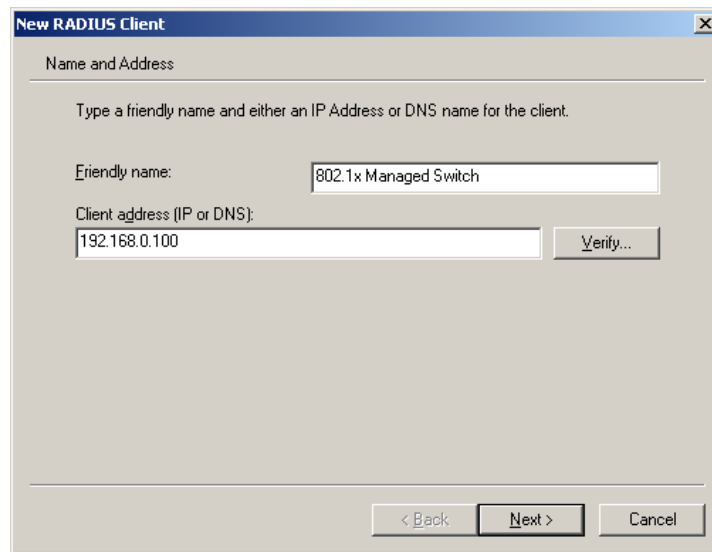 New RADIUS Client
Name and Address
Type a friendly name and either an IP Address or DNS name for the client.
Friendly name:
802.1x Managed Switch
Client address (IP or DNS):
192.168.0.100
Verify...
< Back
Next >
Cancel